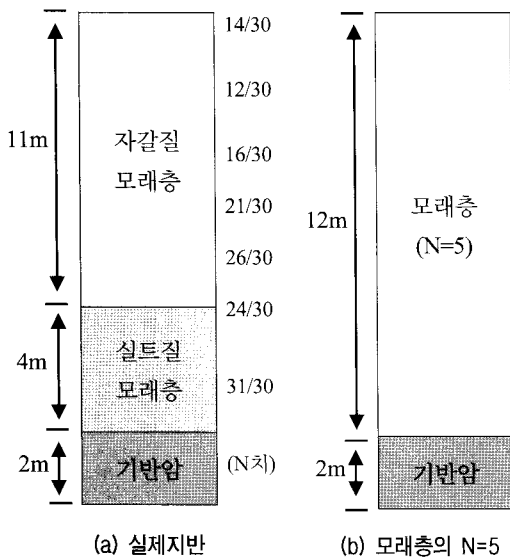 14/30
12/30
11m
자갈질
모래층
16/30
21/30
26/30
24/30
4m
실트질
모래층
31/30
2m
기반암
(N치)
(a) 실제지반
12m
모래층
(N=5)
2m
기반암
(b) 모래층의 N=5